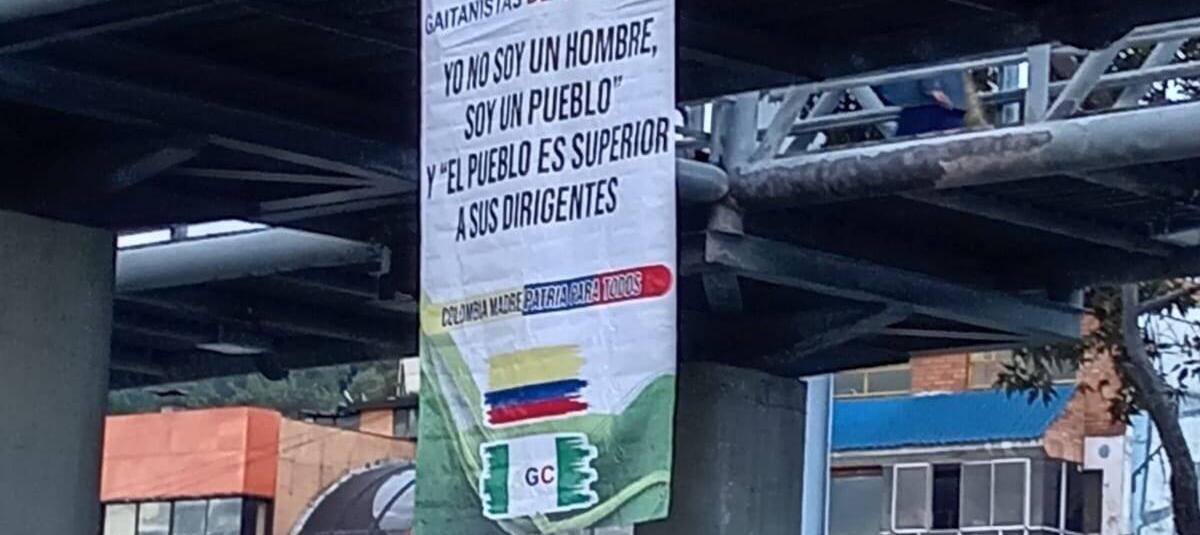 GAITANISTAS
YO NO SOY UN HOMBRE,
SOY UN PUEBLO"
Y "EL PUEBLO ES SUPERIOR
A SUS DIRIGENTES
COLOMBIA MADRE PATRIA PARA TODOS
GC